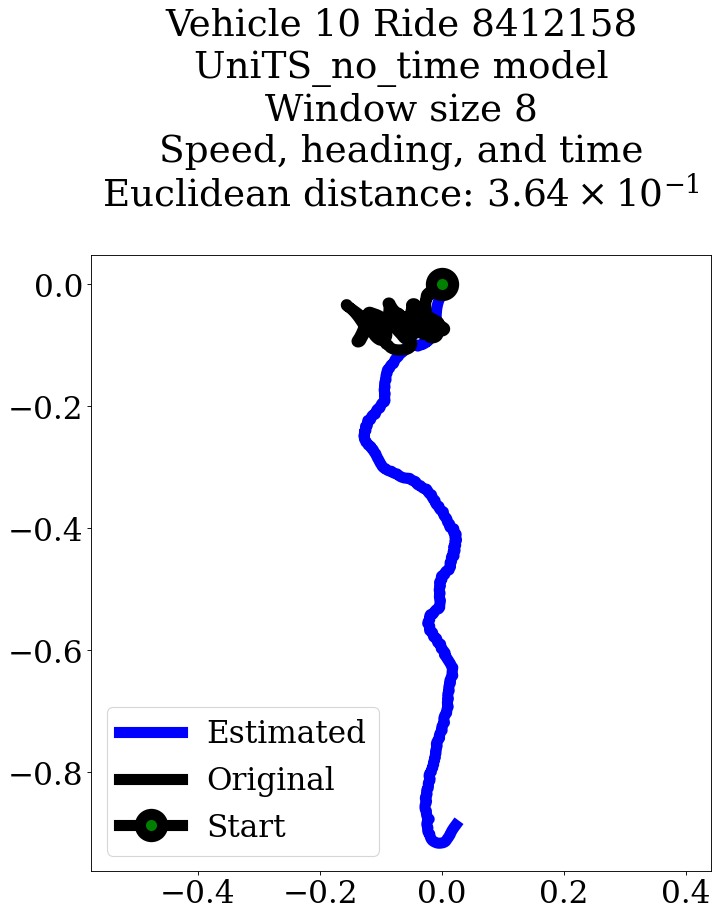 Vehicle 10 Ride 8412158
UniTS_no_time model
Window size 8
Speed, heading, and time
Euclidean distance: 3.64 × 10⁻¹
0.0
−0.2
−0.4
−0.6
−0.8
Estimated
Original
Start
−0.4 −0.2 0.0 0.2 0.4